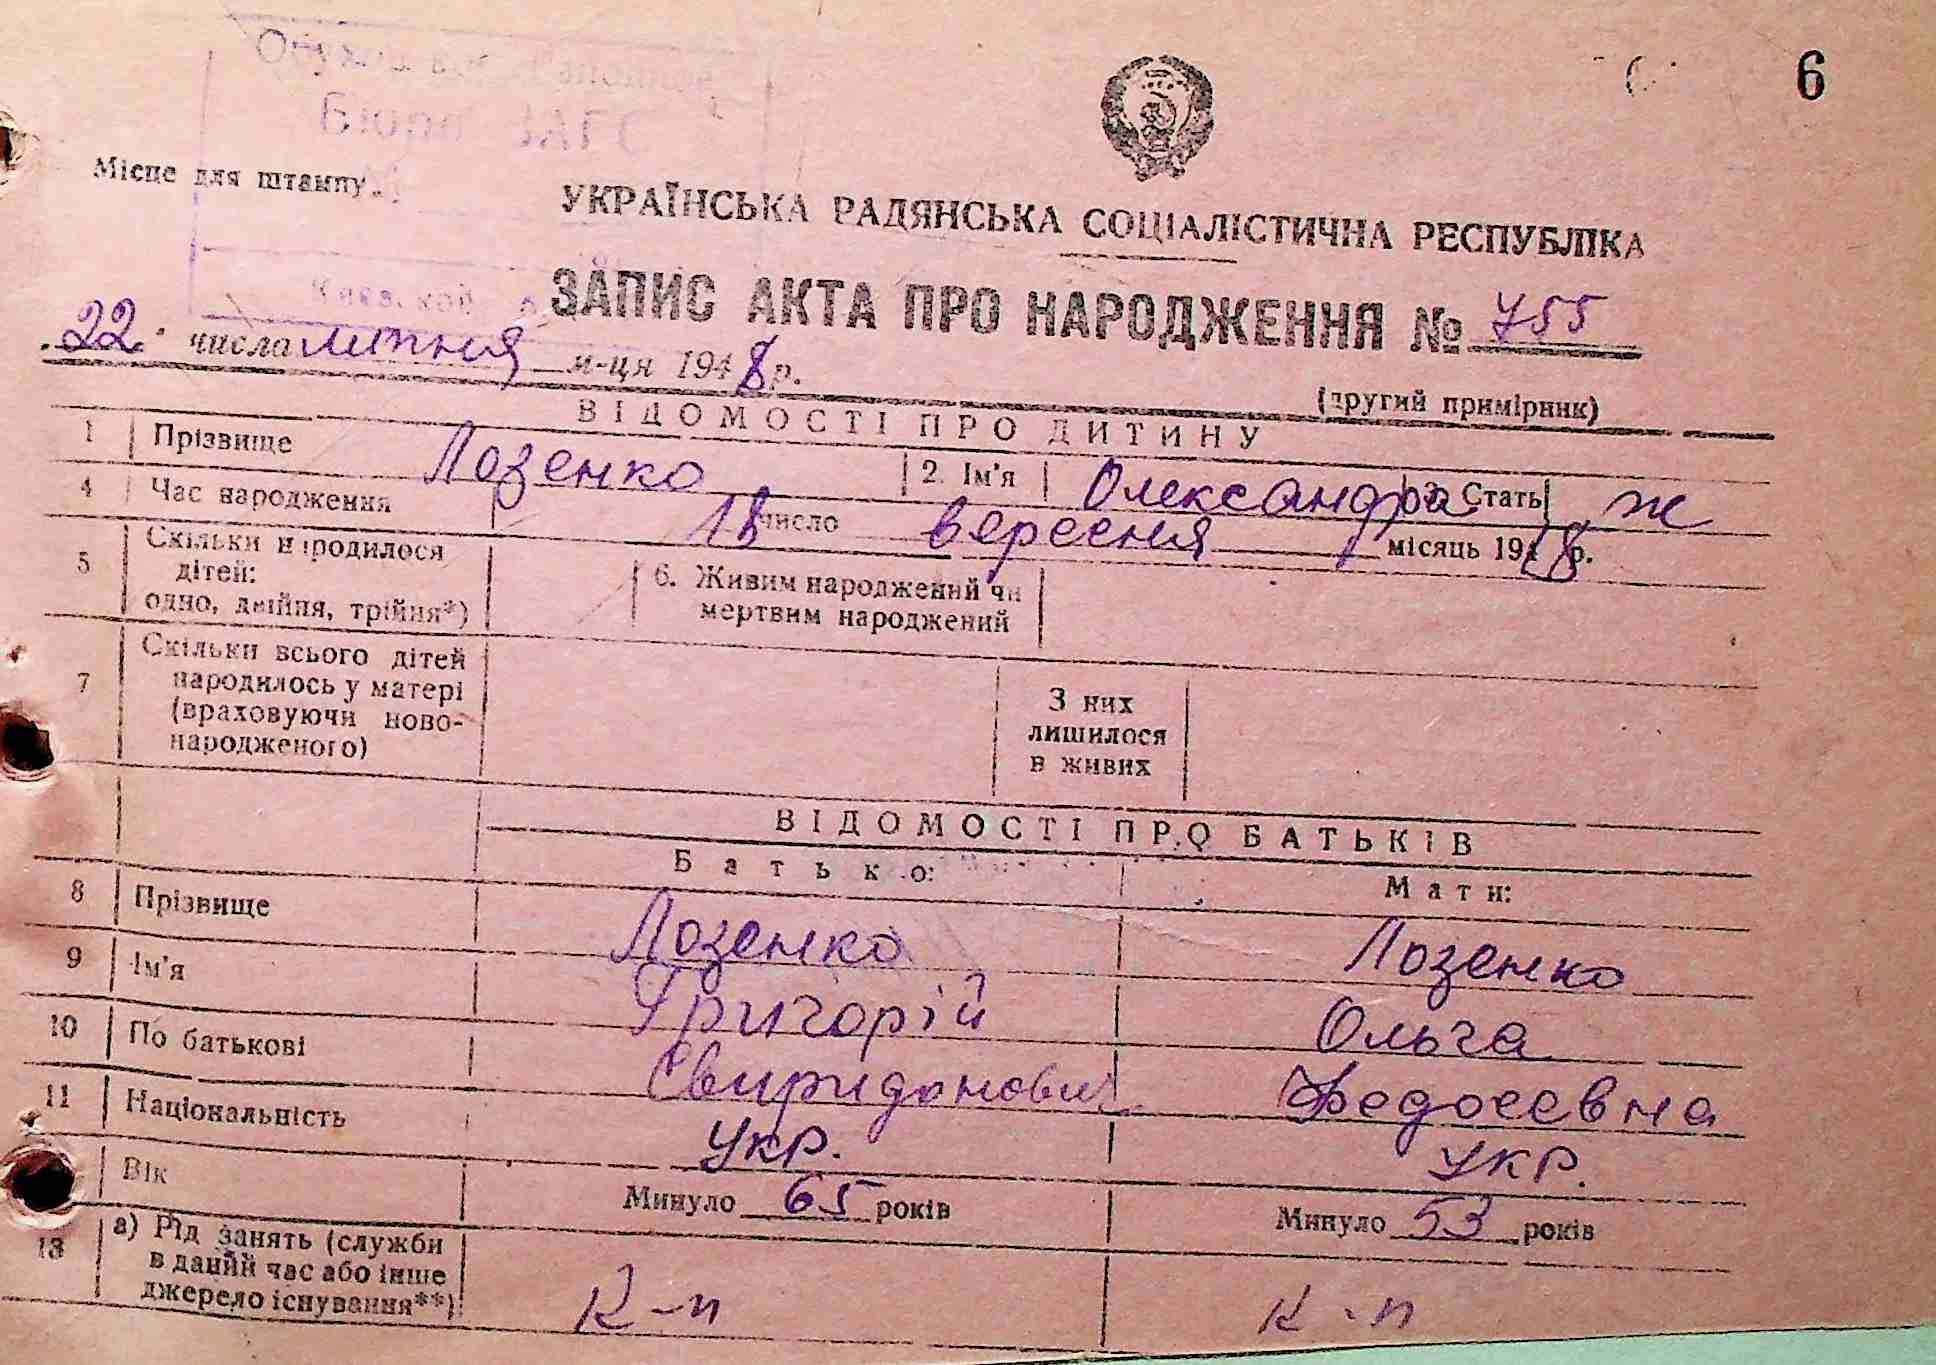 6
Місце для штампу
УКРАЇНСЬКА РАДЯНСЬКА СОЦІАЛІСТИЧНА РЕСПУБЛІКА
ЗАПИС АКТА ПРО НАРОДЖЕННЯ № 755
22 числа липня м-ця 1948 р.
(другий примірник)
ВІДОМОСТІ ПРО ДИТИНУ
1 Прізвище Лозенко 2. Ім'я Олександра 3. Стать ж
4 Час народження 18 число вересня місяць 1918 р.
5 Скільки народилося дітей: одно, двійня, трійня*)
6. Живим народжений чи мертвим народжений
7 Скільки всього дітей народилось у матері (враховуючи новонародженого)
З них лишилося в живих
ВІДОМОСТІ ПРО БАТЬКІВ
Батько: Мати:
8 Прізвище Лозенко Лозенко
9 Ім'я Григорій Ольга
10 По батькові Свиридонович Федосеєвна
11 Національність Укр. Укр.
Вік Минуло 65 років Минуло 53 років
13 а) Рід занять (служби в даний час або інше джерело існування**) К-п К-п